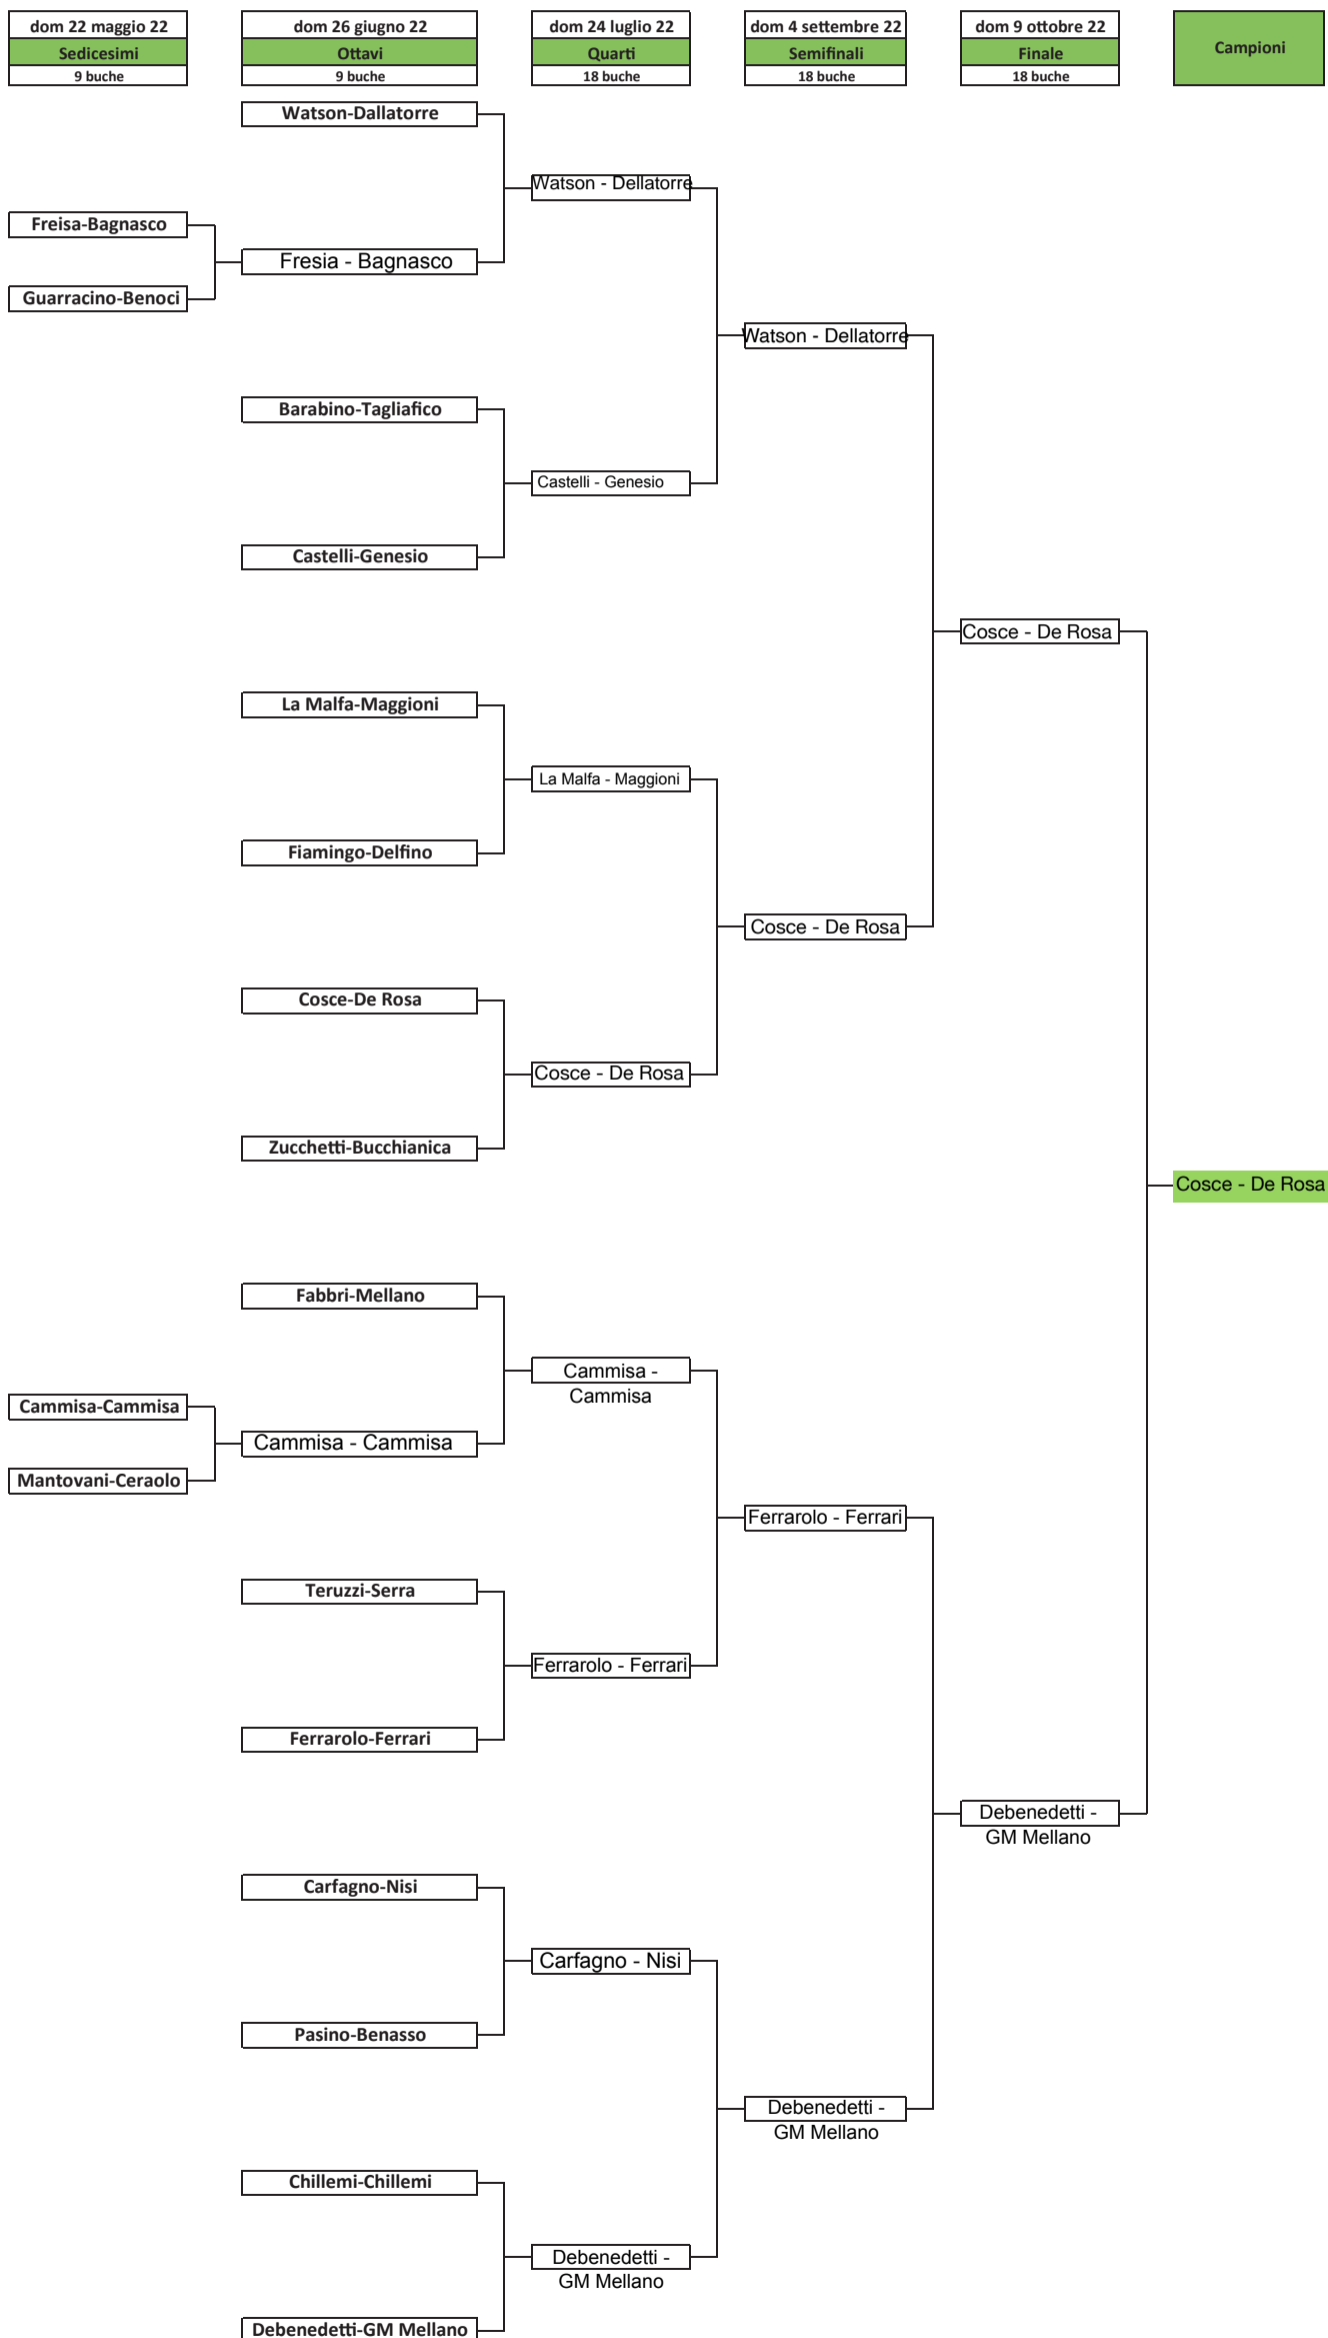 dom 22 maggio 22
Sedicesimi
9 buche
dom 26 giugno 22
Ottavi
9 buche
dom 24 luglio 22
Quarti
18 buche
dom 4 settembre 22
Semifinali
18 buche
dom 9 ottobre 22
Finale
18 buche
Campioni
Watson-Dallatorre
Watson - Dellatorre
Freisa-Bagnasco
Fresia - Bagnasco
Guarracino-Benoci
Watson - Dellatorre
Barabino-Tagliafico
Castelli - Genesio
Castelli-Genesio
Cosce - De Rosa
La Malfa-Maggioni
La Malfa - Maggioni
Fiamingo-Delfino
Cosce - De Rosa
Cosce-De Rosa
Cosce - De Rosa
Zucchetti-Bucchianica
Cosce - De Rosa
Fabbri-Mellano
Cammisa -
Cammisa
Cammisa-Cammisa
Cammisa - Cammisa
Mantovani-Ceraolo
Ferrarolo - Ferrari
Teruzzi-Serra
Ferrarolo - Ferrari
Ferrarolo-Ferrari
Debenedetti -
GM Mellano
Carfagno-Nisi
Carfagno - Nisi
Pasino-Benasso
Debenedetti -
GM Mellano
Chillemi-Chillemi
Debenedetti -
GM Mellano
Debenedetti-GM Mellano